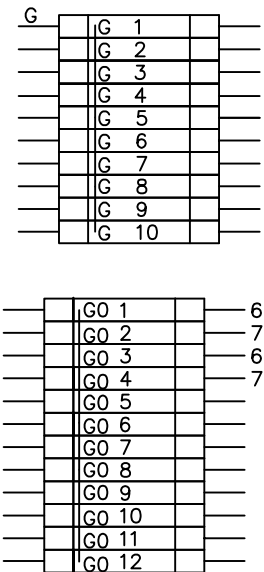 G
G 1
G 2
G 3
G 4
G 5
G 6
G 7
G 8
G 9
G 10
GO 1 6
GO 2 7
GO 3 6
GO 4 7
GO 5
GO 6
GO 7
GO 8
GO 9
GO 10
GO 11
GO 12